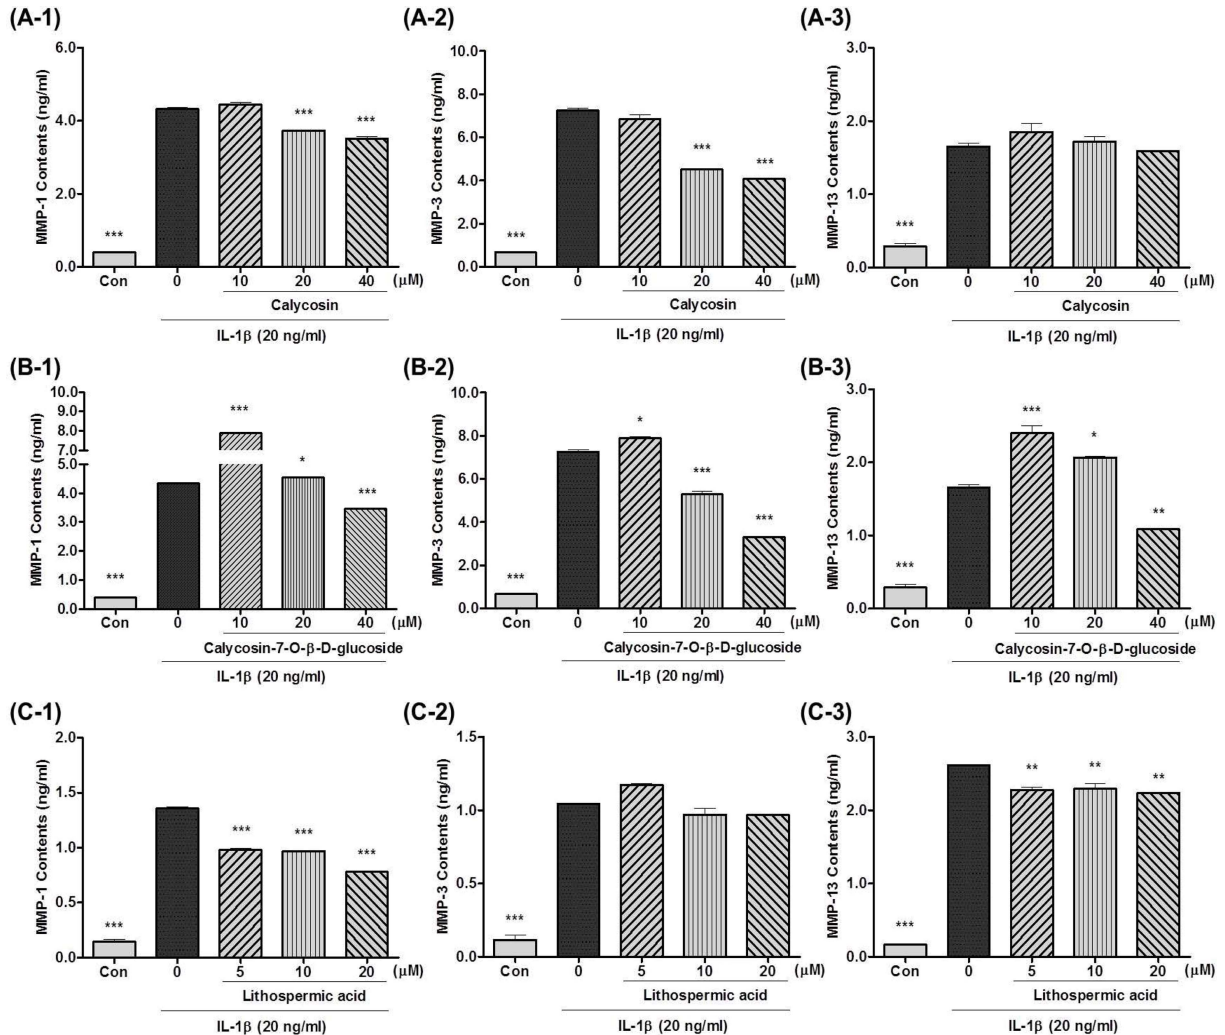 (A-1)
MMP-1 Contents (ng/ml)
6.0
4.0
2.0
0.0
***
***
***
Con
0
10
20
40
(μM)
Calycosin
IL-1β (20 ng/ml)
(A-2)
MMP-3 Contents (ng/ml)
10.0
8.0
6.0
4.0
2.0
0.0
***
***
***
Con
0
10
20
40
(μM)
Calycosin
IL-1β (20 ng/ml)
(A-3)
MMP-13 Contents (ng/ml)
3.0
2.0
1.0
0.0
***
Con
0
10
20
40
(μM)
Calycosin
IL-1β (20 ng/ml)
(B-1)
MMP-1 Contents (ng/ml)
10.0
9.0
8.0
7.0
5.0
4.0
3.0
2.0
1.0
0.0
***
***
*
***
Con
0
10
20
40
(μM)
Calycosin-7-O-β-D-glucoside
IL-1β (20 ng/ml)
(B-2)
MMP-3 Contents (ng/ml)
10.0
8.0
6.0
4.0
2.0
0.0
***
*
***
***
Con
0
10
20
40
(μM)
Calycosin-7-O-β-D-glucoside
IL-1β (20 ng/ml)
(B-3)
MMP-13 Contents (ng/ml)
3.0
2.0
1.0
0.0
***
***
*
**
Con
0
10
20
40
(μM)
Calycosin-7-O-β-D-glucoside
IL-1β (20 ng/ml)
(C-1)
MMP-1 Contents (ng/ml)
2.0
1.5
1.0
0.5
0.0
***
***
***
***
Con
0
5
10
20
(μM)
Lithospermic acid
IL-1β (20 ng/ml)
(C-2)
MMP-3 Contents (ng/ml)
1.5
1.0
0.5
0.0
***
Con
0
5
10
20
(μM)
Lithospermic acid
IL-1β (20 ng/ml)
(C-3)
MMP-13 Contents (ng/ml)
3.0
2.0
1.0
0.0
***
**
**
**
Con
0
5
10
20
(μM)
Lithospermic acid
IL-1β (20 ng/ml)